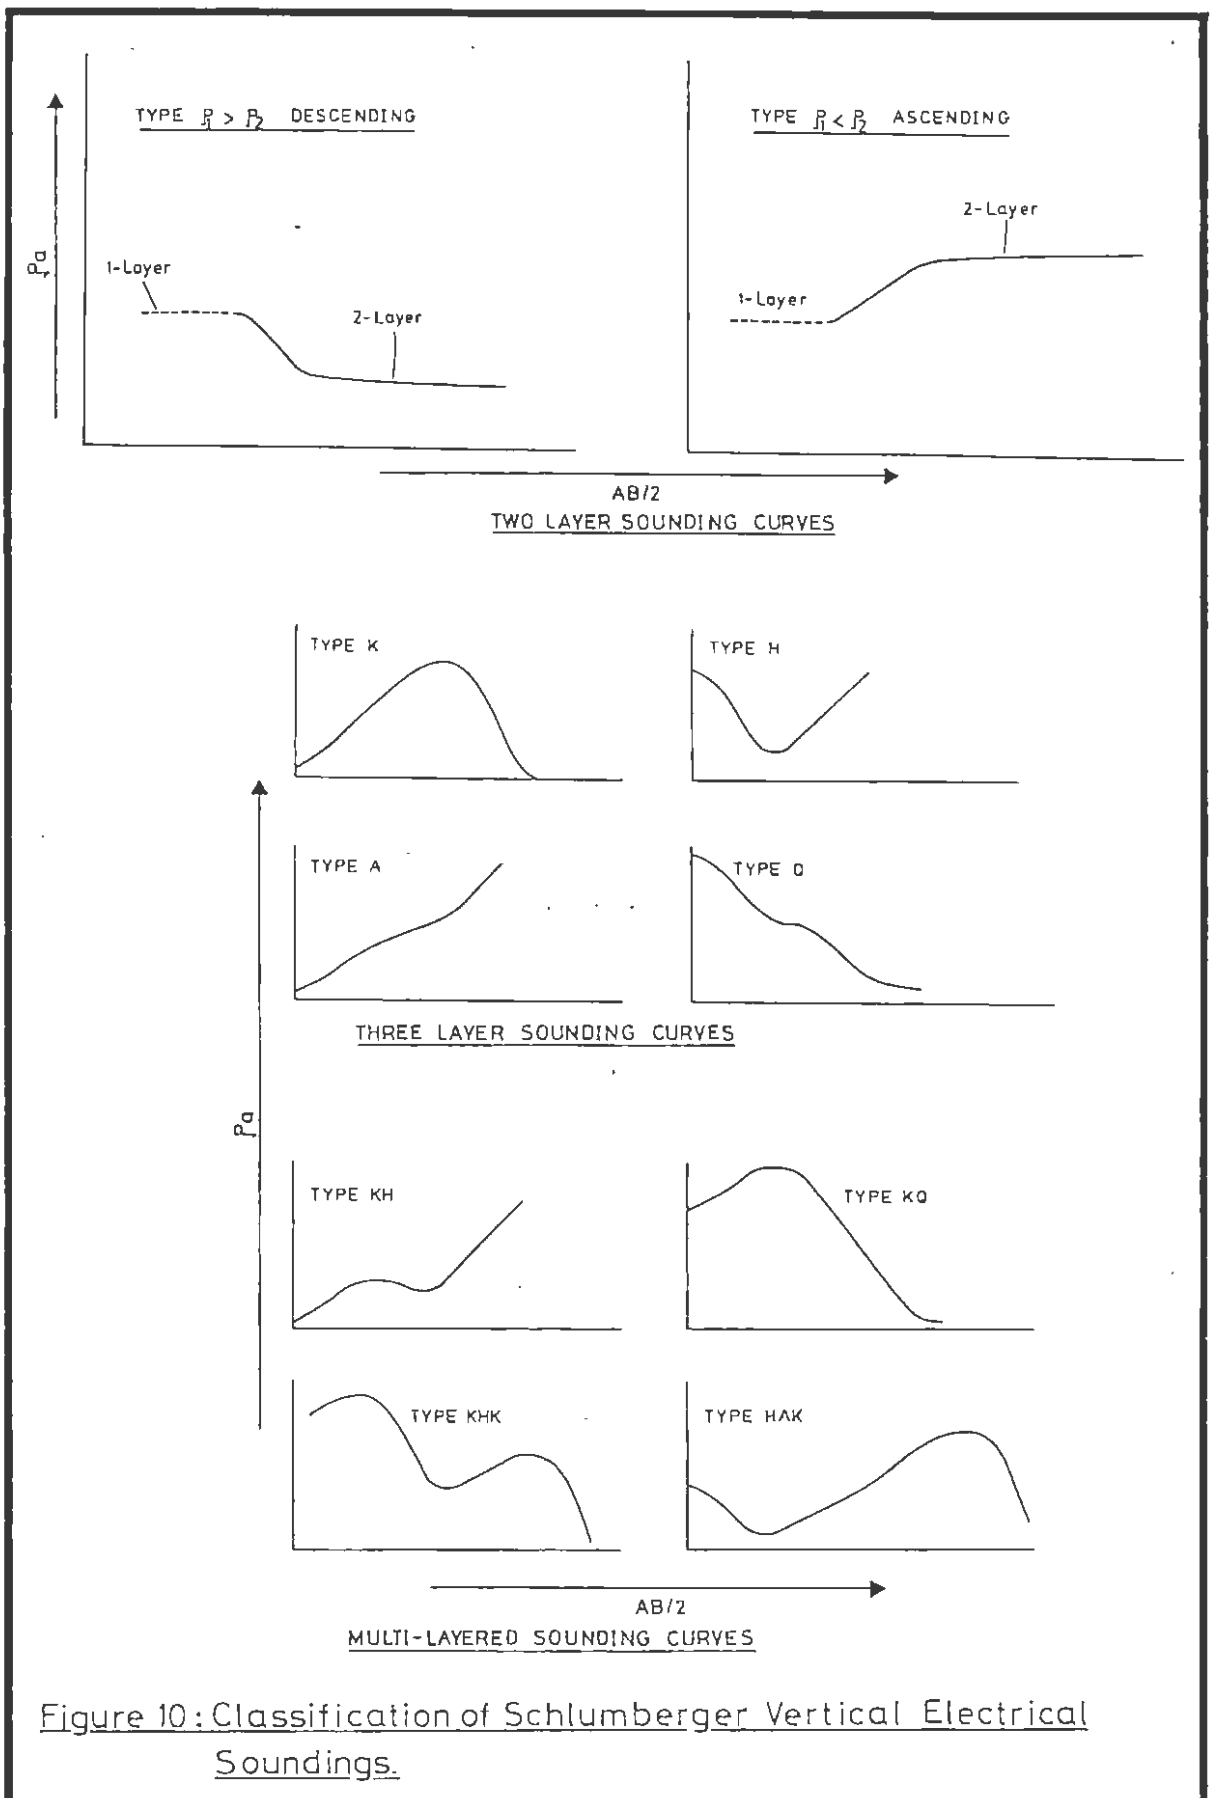 TYPE ρ1 > ρ2 DESCENDING
TYPE ρ1 < ρ2 ASCENDING
ρa
1-Layer
2-Layer
2-Layer
1-Layer
AB/2
TWO LAYER SOUNDING CURVES
TYPE K
TYPE H
TYPE A
TYPE Q
THREE LAYER SOUNDING CURVES
ρa
TYPE KH
TYPE KQ
TYPE KHK
TYPE HAK
AB/2
MULTI-LAYERED SOUNDING CURVES
Figure 10: Classification of Schlumberger Vertical Electrical
Soundings.